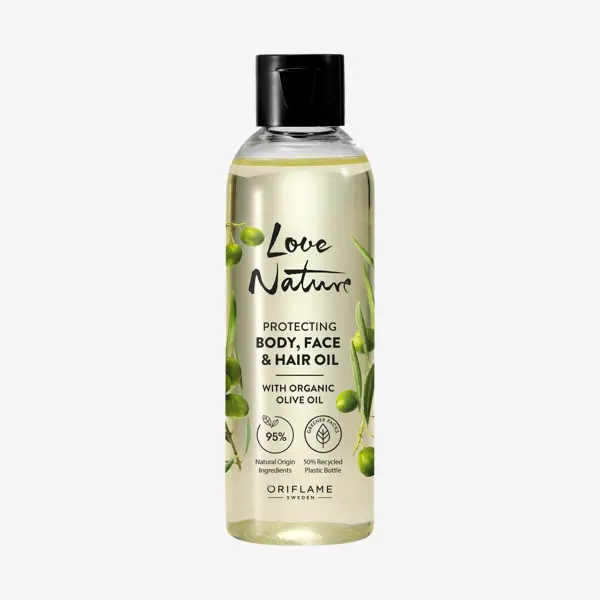 Love
Nature
PROTECTING
BODY, FACE
& HAIR OIL
WITH ORGANIC
OLIVE OIL
95%
GREENER PACKS
Natural Origin
Ingredients
50% Recycled
Plastic Bottle
ORIFLAME
SWEDEN